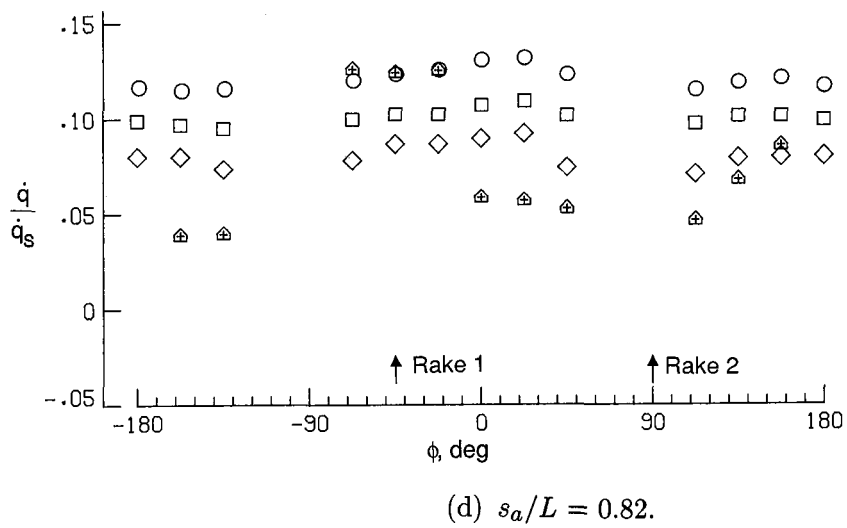 .15
.10
q̇
q̇s
.05
0
-.05
Rake 1
Rake 2
-180
-90
0
90
180
ϕ, deg
(d) sa/L = 0.82.